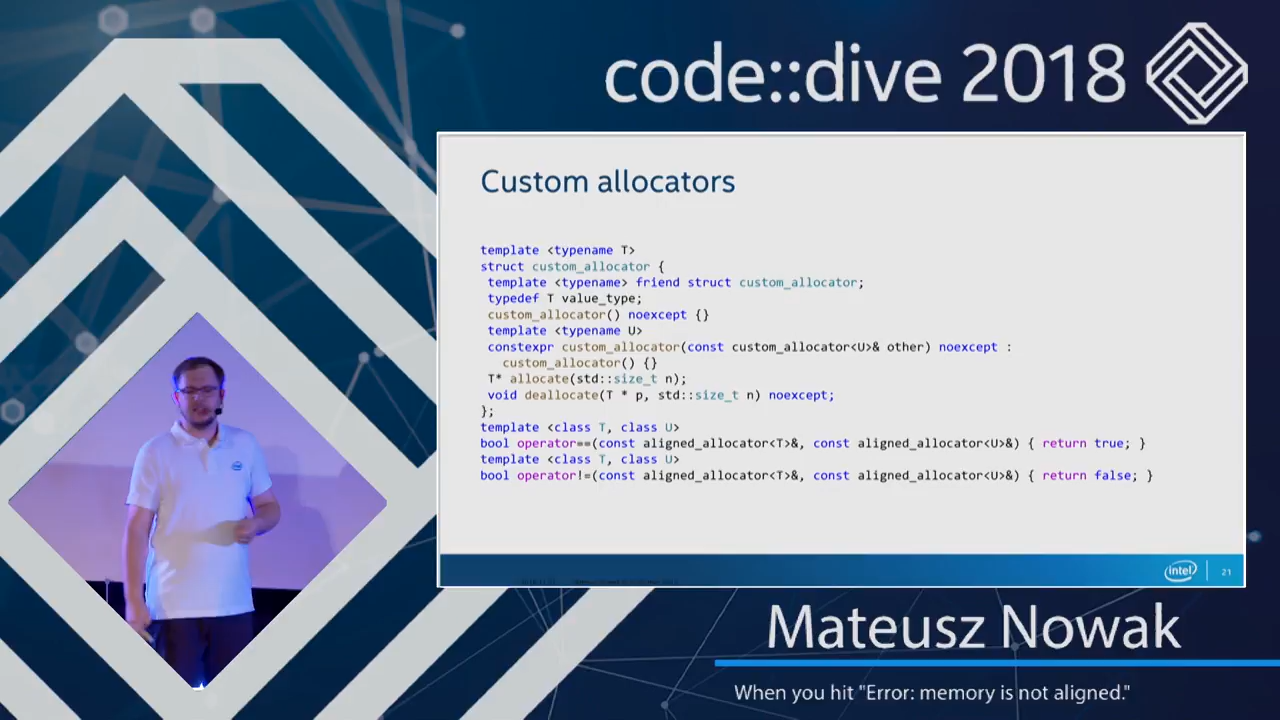 code::dive 2018
Custom allocators
template <typename T>
struct custom_allocator {
template <typename> friend struct custom_allocator;
typedef T value_type;
custom_allocator() noexcept {}
template <typename U>
constexpr custom_allocator(const custom_allocator<U>& other) noexcept :
custom_allocator() {}
T* allocate(std::size_t n);
void deallocate(T * p, std::size_t n) noexcept;
};
template <class T, class U>
bool operator==(const aligned_allocator<T>&, const aligned_allocator<U>&) { return true; }
template <class T, class U>
bool operator!=(const aligned_allocator<T>&, const aligned_allocator<U>&) { return false; }
intel
21
Mateusz Nowak
When you hit "Error: memory is not aligned."